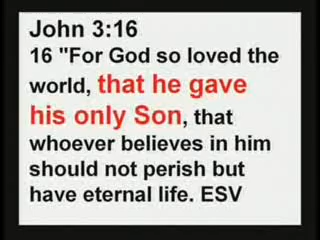 John 3:16
16 "For God so loved the
world, that he gave
his only Son, that
whoever believes in him
should not perish but
have eternal life. ESV